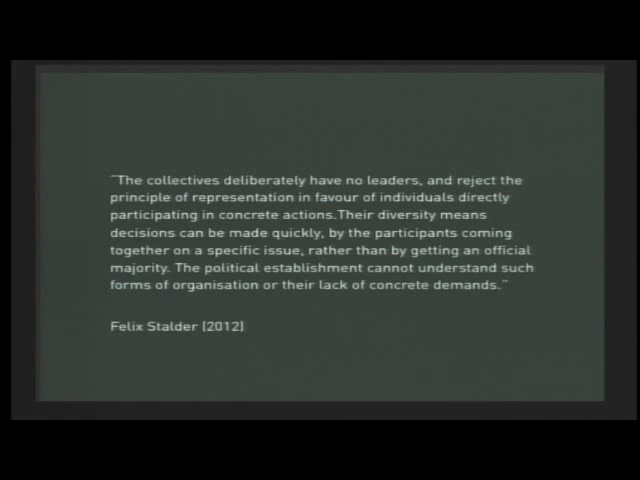 "The collectives deliberately have no leaders, and reject the
principle of representation in favour of individuals directly
participating in concrete actions.Their diversity means
decisions can be made quickly, by the participants coming
together on a specific issue, rather than by getting an official
majority. The political establishment cannot understand such
forms of organisation or their lack of concrete demands."
Felix Stalder (2012)